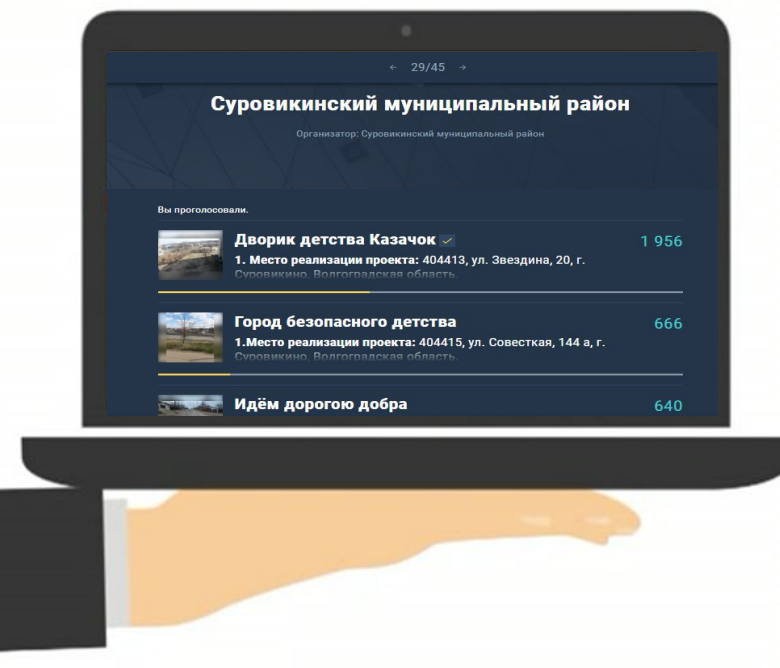 ← 29/45 →
Суровикинский муниципальный район
Организатор: Суровикинский муниципальный район
Вы проголосовали.
Дворик детства Казачок
1 956
1. Место реализации проекта: 404413, ул. Звездина, 20, г.
Суровикино, Волгоградская область.
Город безопасного детства
666
1.Место реализации проекта: 404415, ул. Совесткая, 144 а, г.
Суровикино, Волгоградская область.
Идём дорогою добра
640